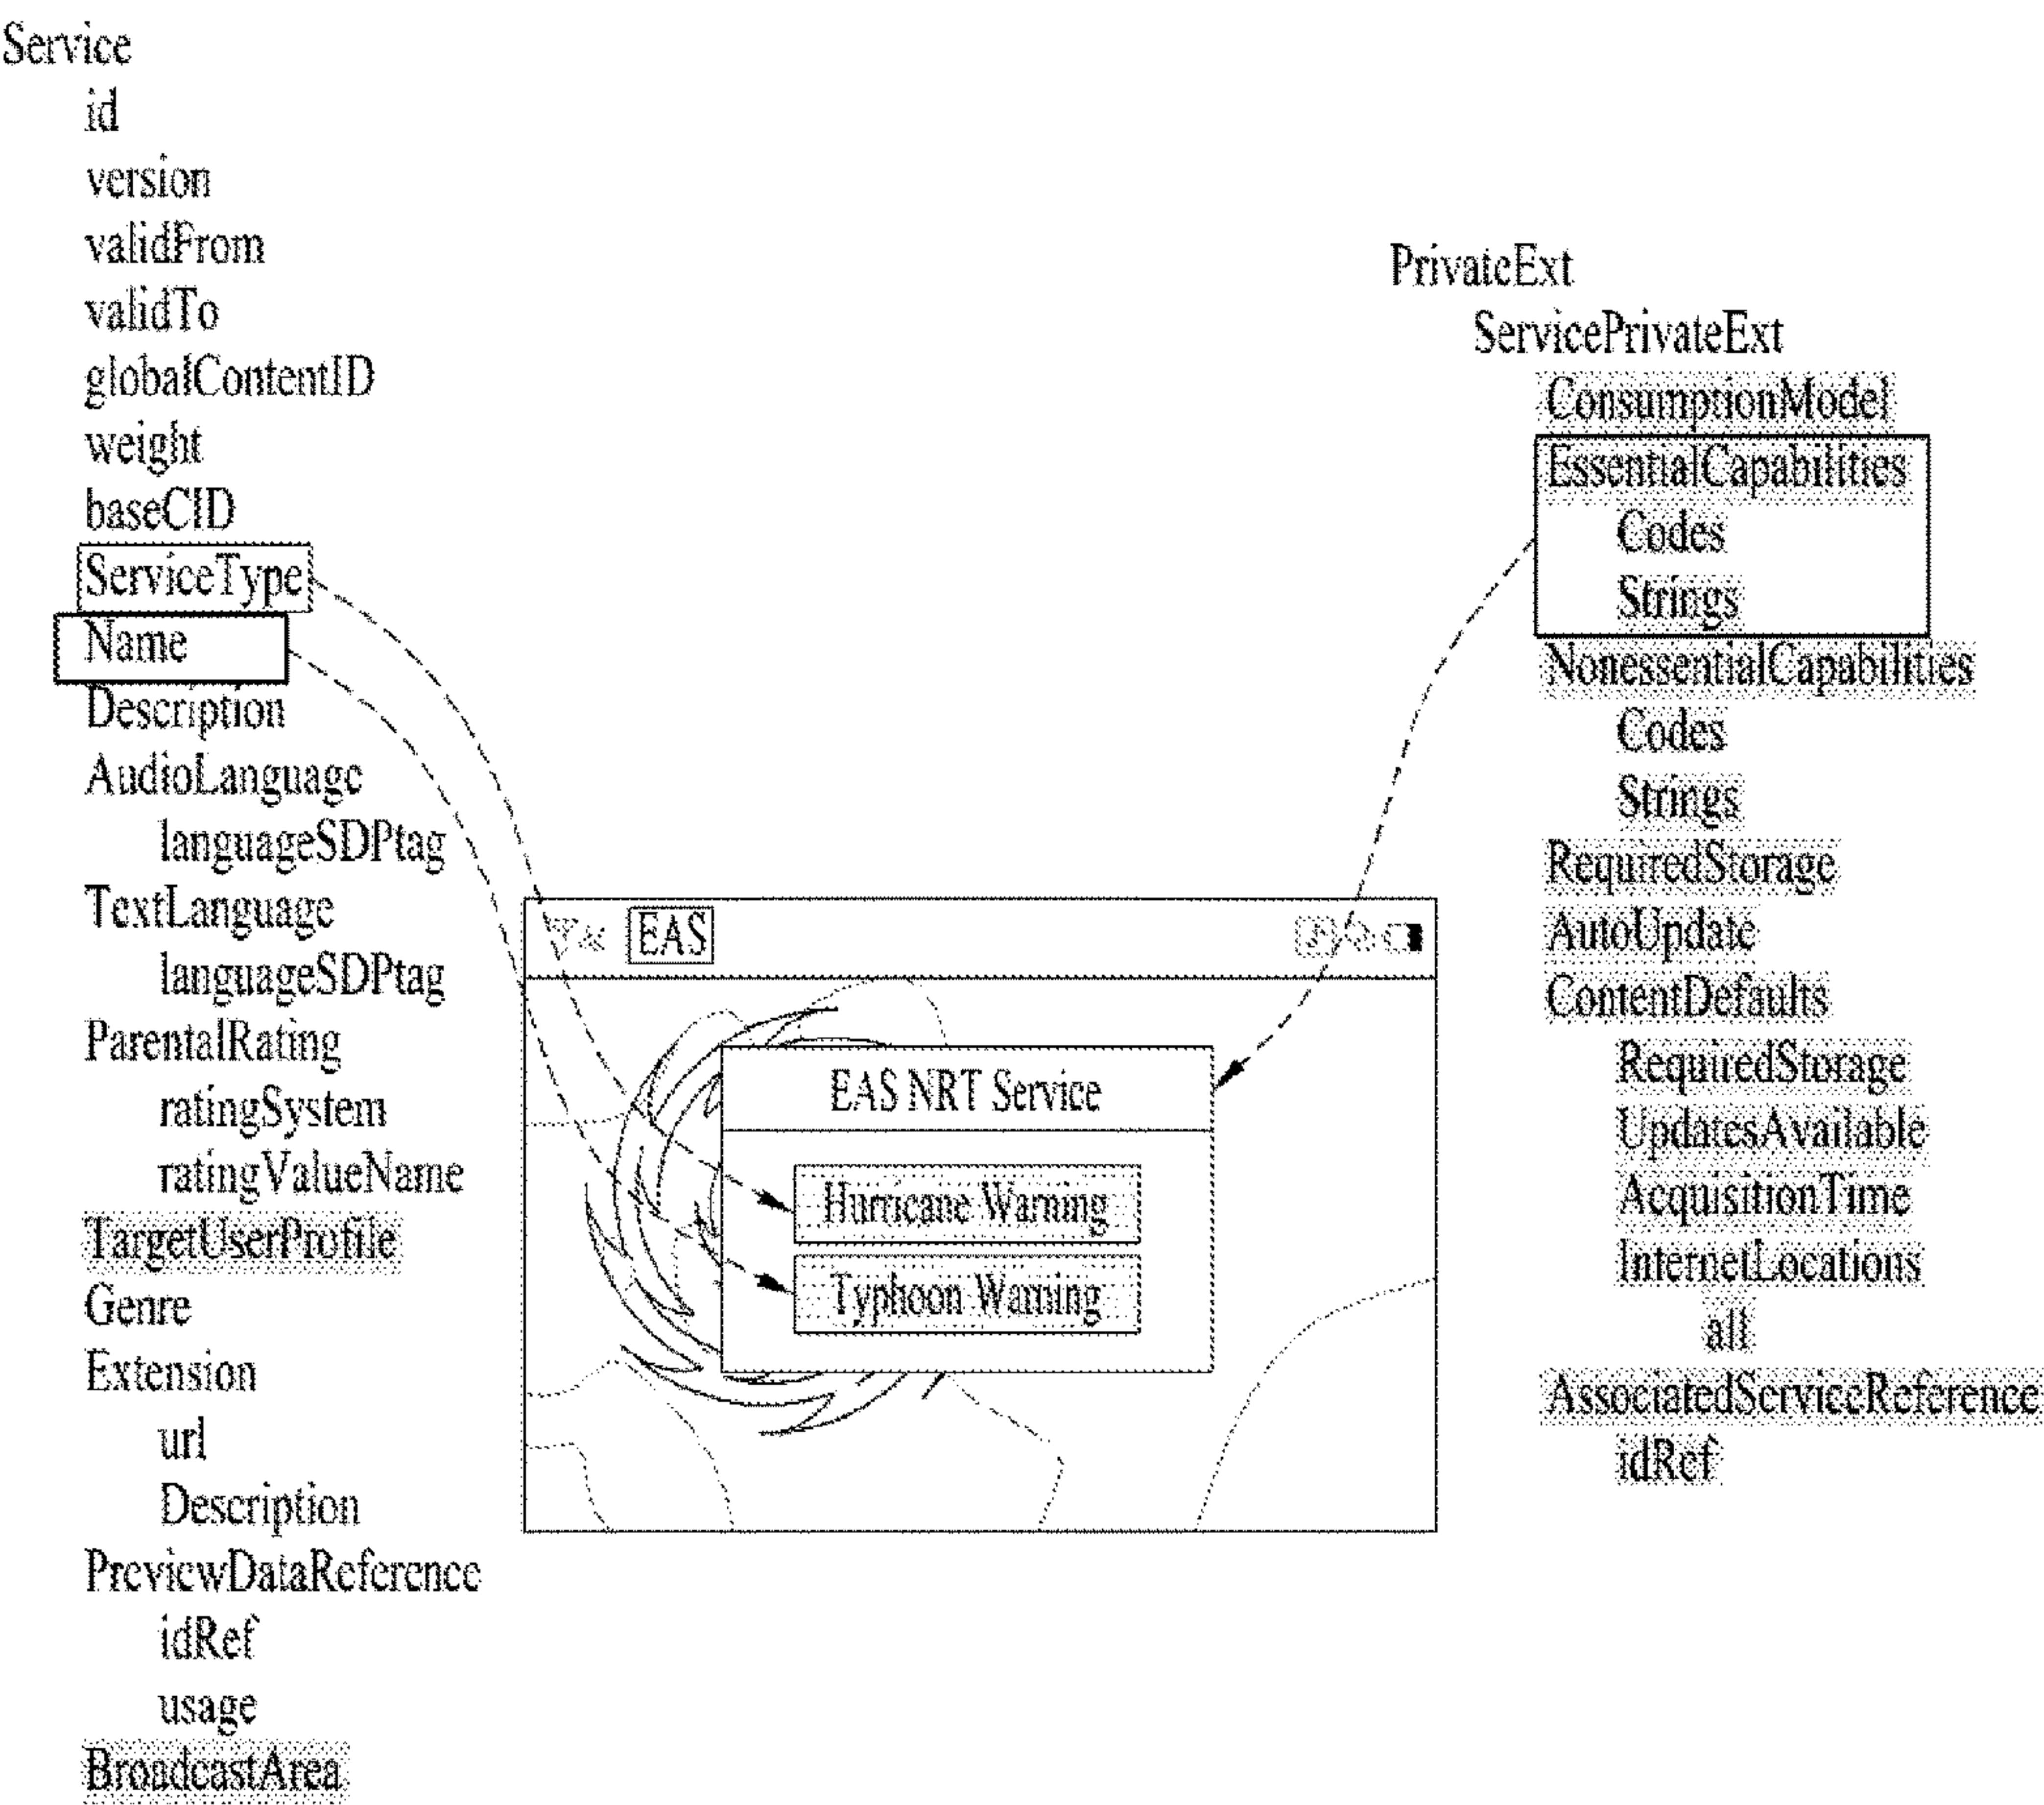 Service
id
version
validFrom
validTo
globalContentID
weight
baseCID
ServiceType
Name
Description
AudioLanguage
languageSDPtag
TextLanguage
languageSDPtag
ParentalRating
ratingSystem
ratingValueName
TargetUserProfile
Genre
Extension
url
Description
PreviewDataReference
idRef
usage
BroadcastArea
EAS
EAS NRT Service
Hurricane Warning
Typhoon Warning
PrivateExt
ServicePrivateExt
ConsumptionModel
EssentialCapabilities
Codes
Strings
NonessentialCapabilities
Codes
Strings
RequiredStorage
AutoUpdate
ContentDefaults
RequiredStorage
UpdatesAvailable
AcquisitionTime
InternetLocations
all
AssociatedServiceReference
idRef